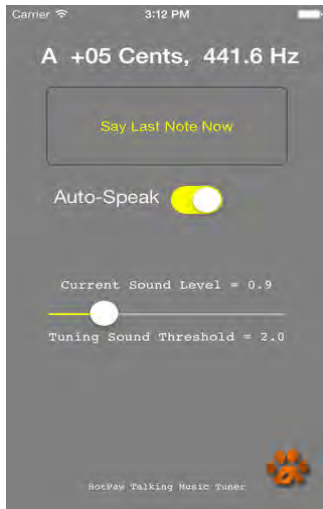 Carrier 3:12 PM
A +05 Cents, 441.6 Hz
Say Last Note Now
Auto-Speak
Current Sound Level = 0.9
Tuning Sound Threshold = 2.0
HotPaw Talking Music Tuner